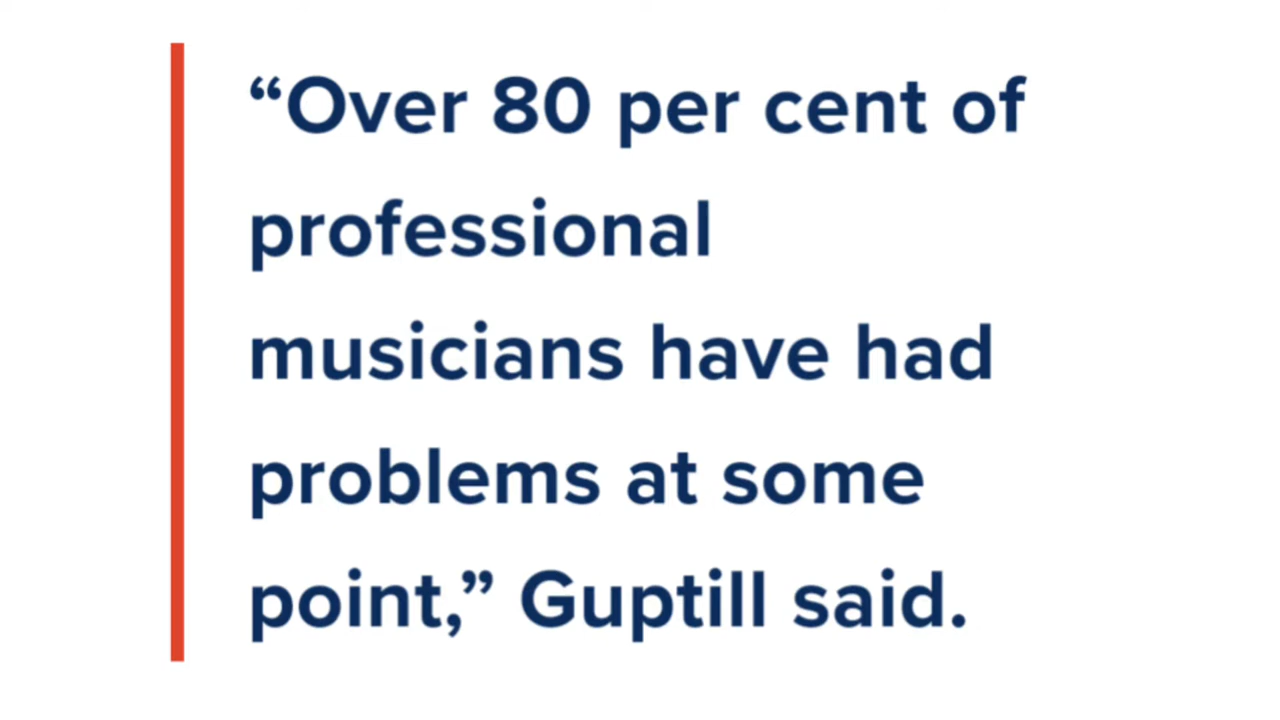 “Over 80 per cent of
professional
musicians have had
problems at some
point,” Guptill said.